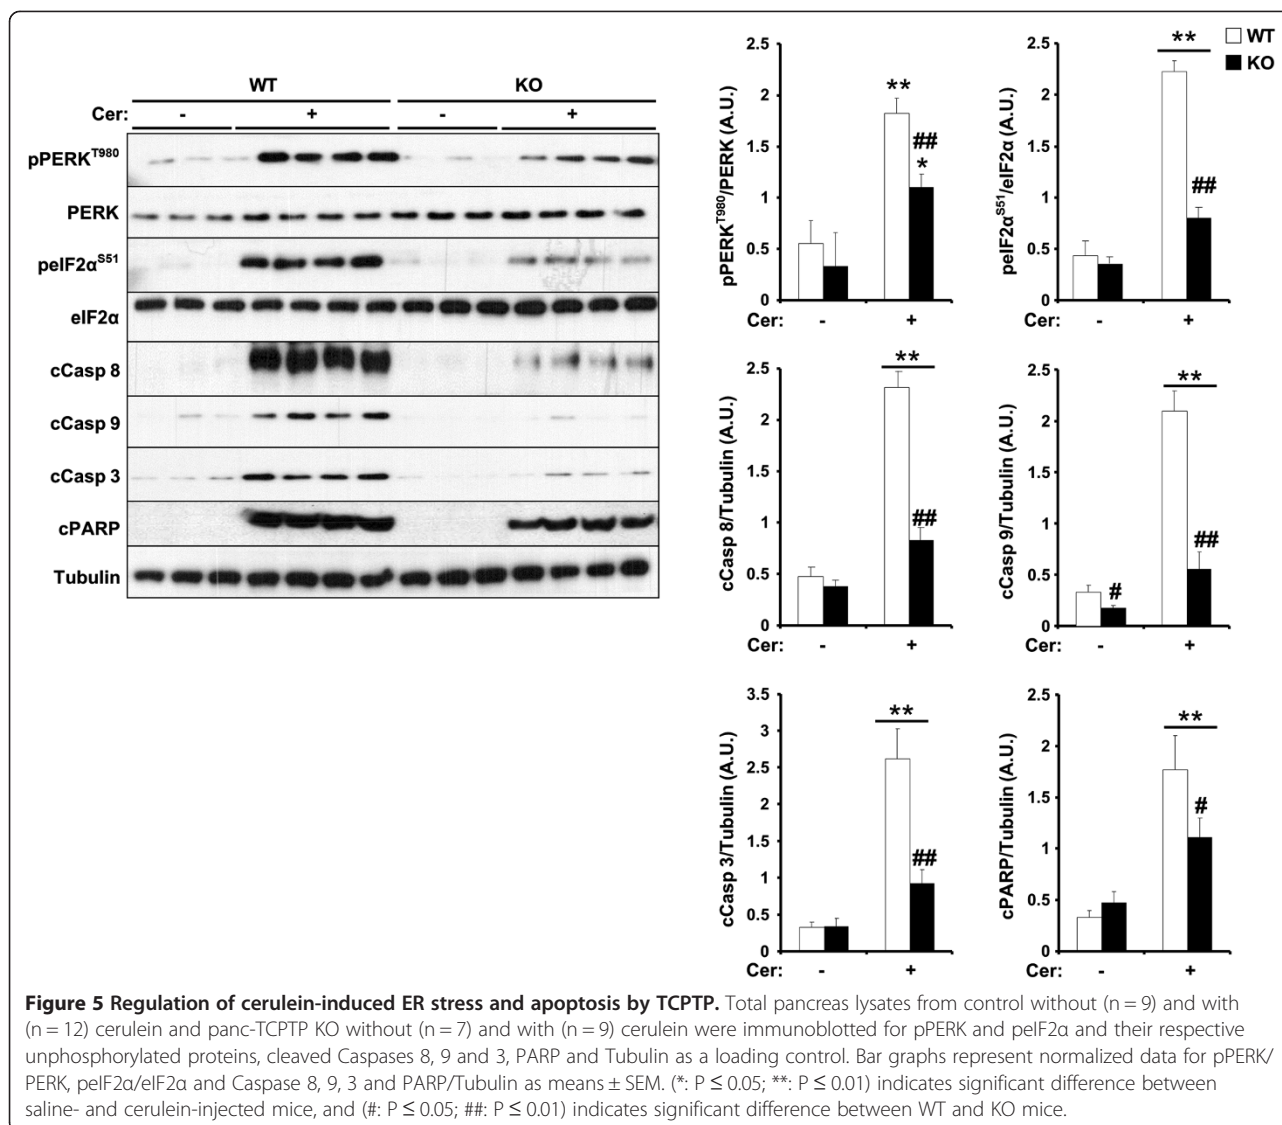 WT KO
Cer: - + - +
pPERK^T980
PERK
peIF2α^S51
eIF2α
cCasp 8
cCasp 9
cCasp 3
cPARP
Tubulin
WT
KO
pPERK^T980/PERK (A.U.)
2.5
2
1.5
1
0.5
0
**
##
*
Cer: - +
peIF2α^S51/eIF2α (A.U.)
2.5
2
1.5
1
0.5
0
**
##
Cer: - +
cCasp 8/Tubulin (A.U.)
2.5
2
1.5
1
0.5
0
**
##
Cer: - +
cCasp 9/Tubulin (A.U.)
2.5
2
1.5
1
0.5
0
**
##
#
Cer: - +
cCasp 3/Tubulin (A.U.)
3.5
3
2.5
2
1.5
1
0.5
0
**
##
Cer: - +
cPARP/Tubulin (A.U.)
2.5
2
1.5
1
0.5
0
**
#
Cer: - +
Figure 5 Regulation of cerulein-induced ER stress and apoptosis by TCPTP. Total pancreas lysates from control without (n = 9) and with
(n = 12) cerulein and panc-TCPTP KO without (n = 7) and with (n = 9) cerulein were immunoblotted for pPERK and peIF2α and their respective
unphosphorylated proteins, cleaved Caspases 8, 9 and 3, PARP and Tubulin as a loading control. Bar graphs represent normalized data for pPERK/
PERK, peIF2α/eIF2α and Caspase 8, 9, 3 and PARP/Tubulin as means ± SEM. (*: P ≤ 0.05; **: P ≤ 0.01) indicates significant difference between
saline- and cerulein-injected mice, and (#: P ≤ 0.05; ##: P ≤ 0.01) indicates significant difference between WT and KO mice.